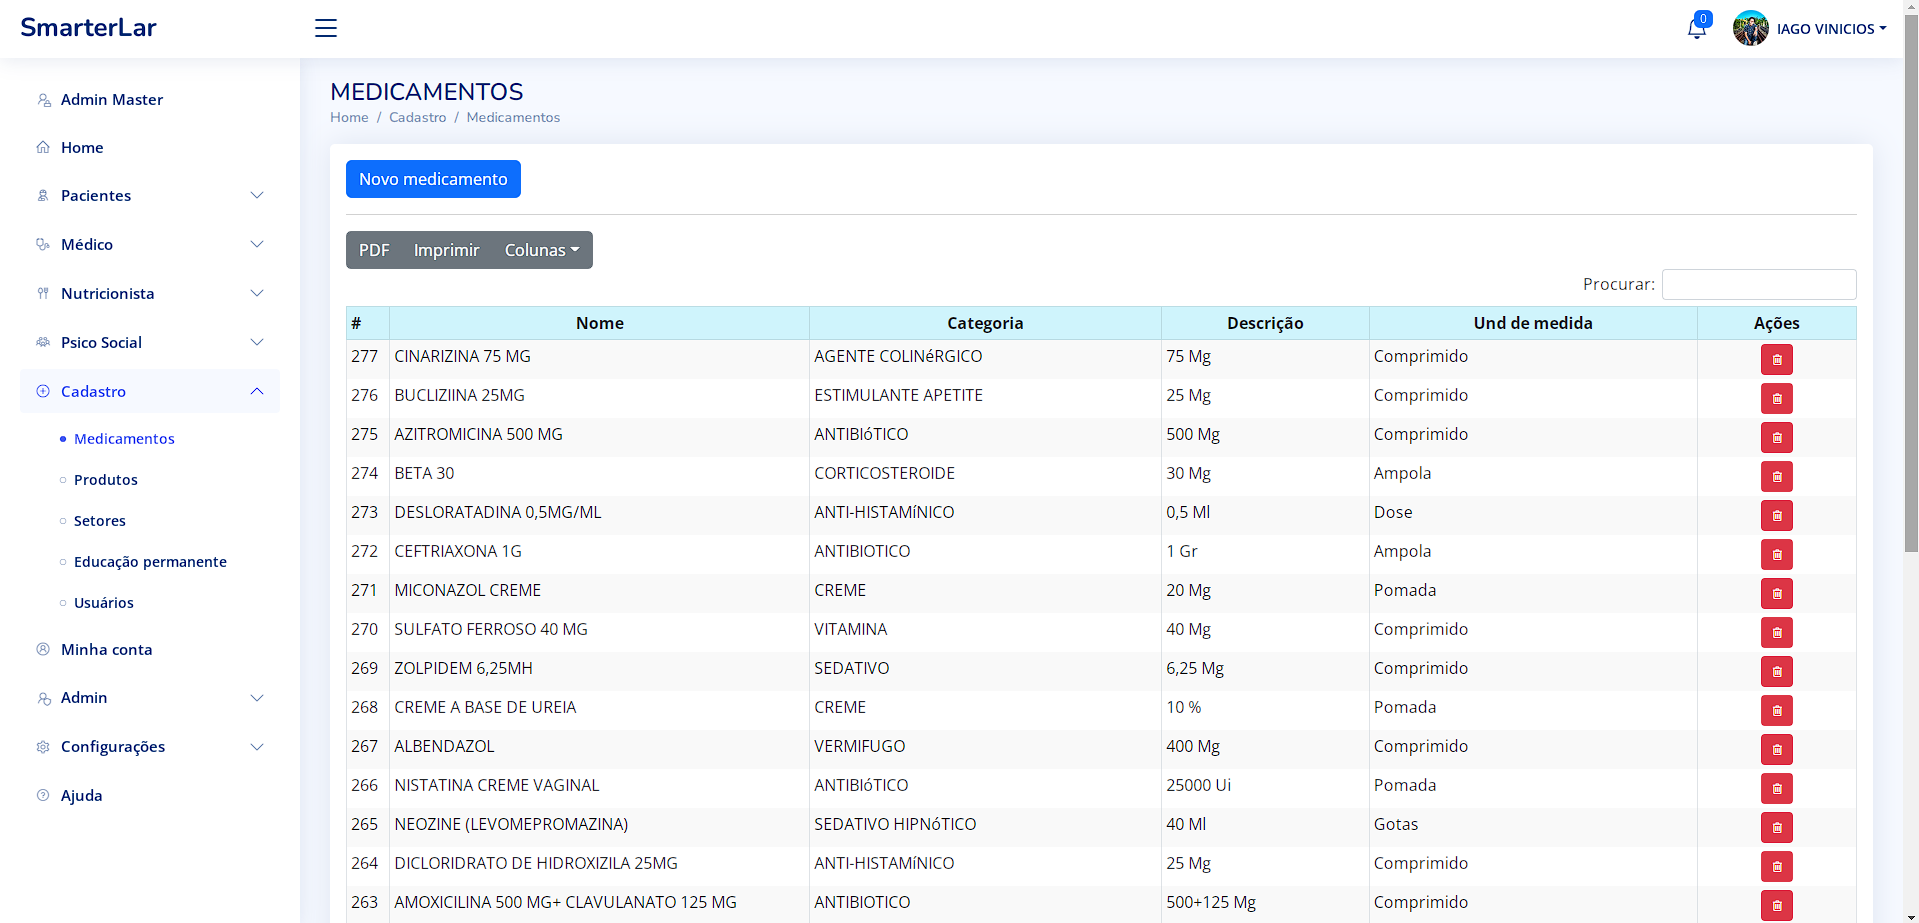 SmarterLar
0
IAGO VINICIOS
Admin Master
Home
Pacientes
Médico
Nutricionista
Psico Social
Cadastro
Medicamentos
Produtos
Setores
Educação permanente
Usuários
Minha conta
Admin
Configurações
Ajuda
MEDICAMENTOS
Home / Cadastro / Medicamentos
Novo medicamento
PDF Imprimir Colunas
Procurar:
# Nome Categoria Descrição Und de medida Ações
277 CINARIZINA 75 MG AGENTE COLINéRGICO 75 Mg Comprimido
276 BUCLIZIINA 25MG ESTIMULANTE APETITE 25 Mg Comprimido
275 AZITROMICINA 500 MG ANTIBIóTICO 500 Mg Comprimido
274 BETA 30 CORTICOSTEROIDE 30 Mg Ampola
273 DESLORATADINA 0,5MG/ML ANTI-HISTAMíNICO 0,5 Ml Dose
272 CEFTRIAXONA 1G ANTIBIOTICO 1 Gr Ampola
271 MICONAZOL CREME CREME 20 Mg Pomada
270 SULFATO FERROSO 40 MG VITAMINA 40 Mg Comprimido
269 ZOLPIDEM 6,25MH SEDATIVO 6,25 Mg Comprimido
268 CREME A BASE DE UREIA CREME 10 % Pomada
267 ALBENDAZOL VERMIFUGO 400 Mg Comprimido
266 NISTATINA CREME VAGINAL ANTIBIóTICO 25000 Ui Pomada
265 NEOZINE (LEVOMEPROMAZINA) SEDATIVO HIPNóTICO 40 Ml Gotas
264 DICLORIDRATO DE HIDROXIZILA 25MG ANTI-HISTAMíNICO 25 Mg Comprimido
263 AMOXICILINA 500 MG+ CLAVULANATO 125 MG ANTIBIOTICO 500+125 Mg Comprimido